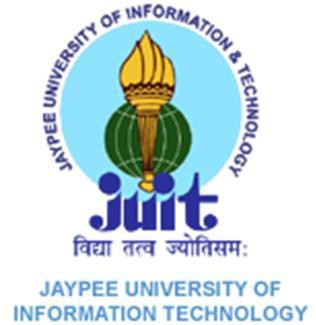 JAYPEE UNIVERSITY OF INFORMATION & TECHNOLOGY
juit
विद्या तत्व ज्योतिसमः
JAYPEE UNIVERSITY OF
INFORMATION TECHNOLOGY